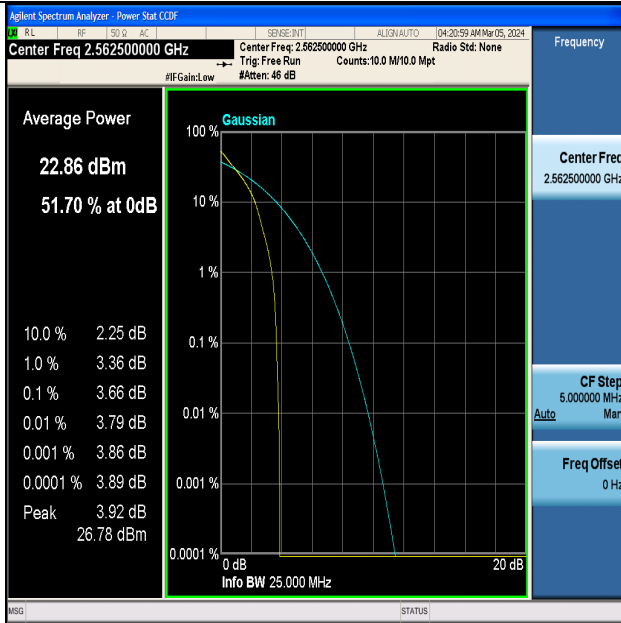 Agilent Spectrum Analyzer - Power Stat CCDF
LXI RL RF 50 Ω AC SENSE:INT ALIGN AUTO 04:20:59 AM Mar 05, 2024
Center Freq 2.562500000 GHz
Center Freq: 2.562500000 GHz Radio Std: None
Trig: Free Run Counts:10.0 M/10.0 Mpt
#IFGain:Low #Atten: 46 dB
Frequency
Average Power
22.86 dBm
51.70 % at 0dB
10.0 % 2.25 dB
1.0 % 3.36 dB
0.1 % 3.66 dB
0.01 % 3.79 dB
0.001 % 3.86 dB
0.0001 % 3.89 dB
Peak 3.92 dB
26.78 dBm
Gaussian
100 %
10 %
1 %
0.1 %
0.01 %
0.001 %
0.0001 %
0 dB 20 dB
Info BW 25.000 MHz
Center Freq
2.562500000 GHz
CF Step
5.000000 MHz
Auto Man
Freq Offset
0 Hz
MSG STATUS